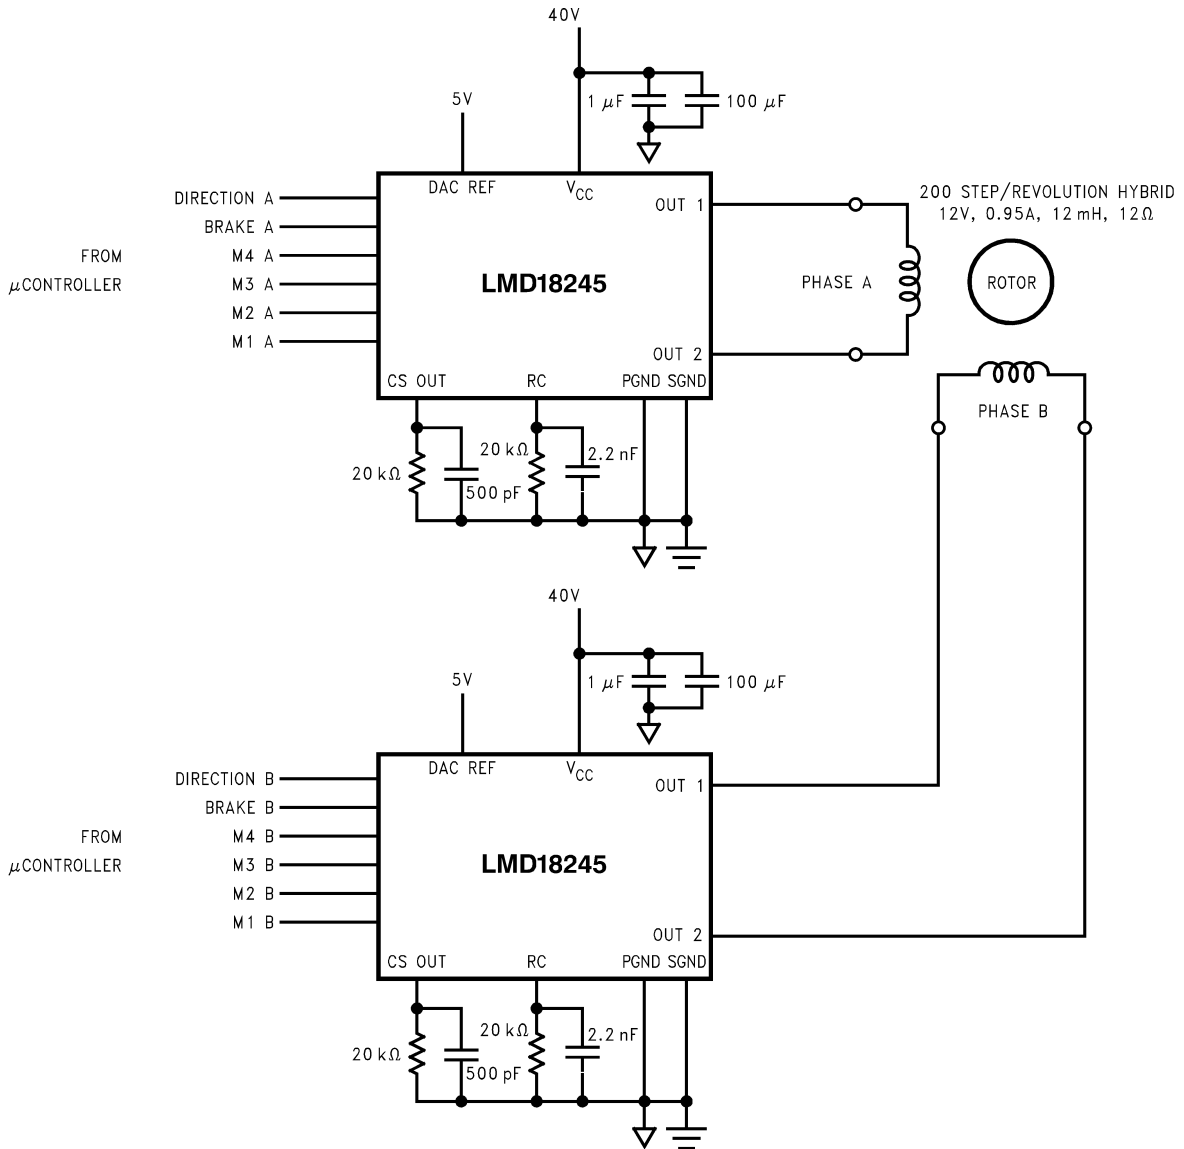 40V
1 μF
100 μF
5V
DAC REF
VCC
DIRECTION A
BRAKE A
M4 A
M3 A
M2 A
M1 A
FROM
μCONTROLLER
LMD18245
OUT 1
OUT 2
CS OUT
RC
PGND
SGND
20 kΩ
500 pF
20 kΩ
2.2 nF
PHASE A
200 STEP/REVOLUTION HYBRID
12V, 0.95A, 12 mH, 12Ω
ROTOR
PHASE B
40V
1 μF
100 μF
5V
DAC REF
VCC
DIRECTION B
BRAKE B
M4 B
M3 B
M2 B
M1 B
FROM
μCONTROLLER
LMD18245
OUT 1
OUT 2
CS OUT
RC
PGND
SGND
20 kΩ
500 pF
20 kΩ
2.2 nF